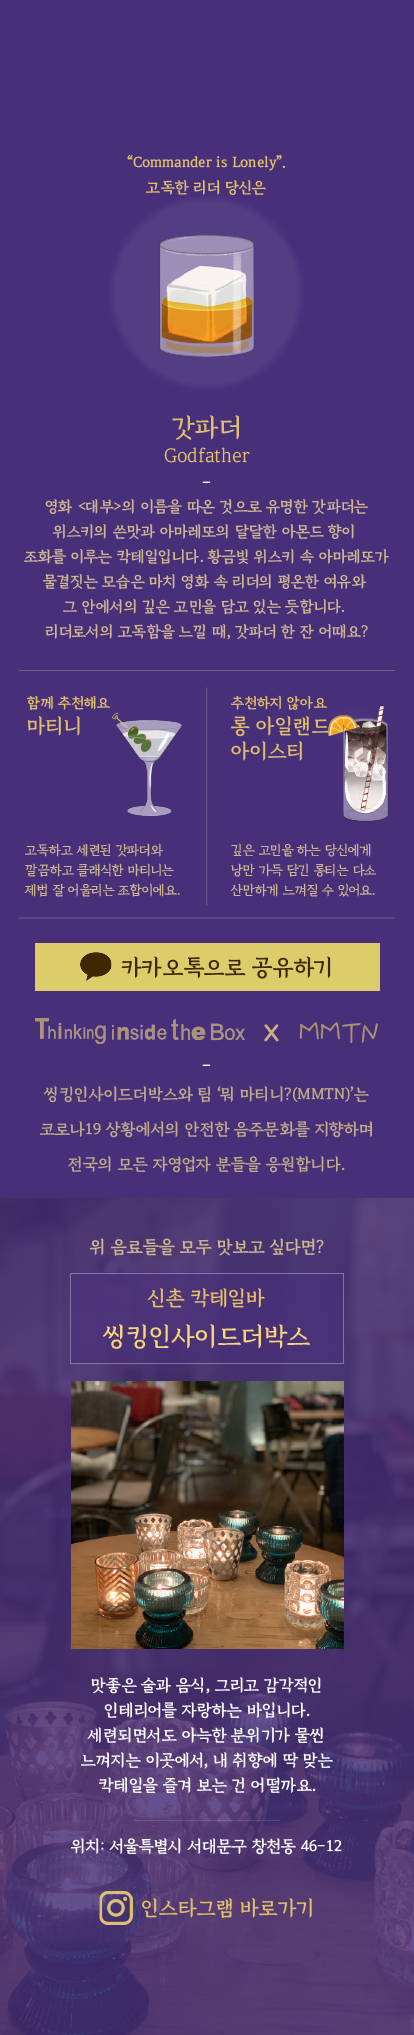 “Commander is Lonely”.
고독한 리더 당신은
갓파더
Godfather
–
영화 <대부>의 이름을 따온 것으로 유명한 갓파더는
위스키의 쓴맛과 아마레또의 달달한 아몬드 향이
조화를 이루는 칵테일입니다. 황금빛 위스키 속 아마레또가
물결짓는 모습은 마치 영화 속 리더의 평온한 여유와
그 안에서의 깊은 고민을 담고 있는 듯합니다.
리더로서의 고독함을 느낄 때, 갓파더 한 잔 어때요?
함께 추천해요
마티니
고독하고 세련된 갓파더와
깔끔하고 클래식한 마티니는
제법 잘 어울리는 조합이에요.
추천하지 않아요
롱 아일랜드
아이스티
깊은 고민을 하는 당신에게
낭만 가득 담긴 롱티는 다소
산만하게 느껴질 수 있어요.
카카오톡으로 공유하기
Thinking inside the Box X MMTN
–
씽킹인사이드더박스와 팀 ‘뭐 마티니?(MMTN)’는
코로나19 상황에서의 안전한 음주문화를 지향하며
전국의 모든 자영업자 분들을 응원합니다.
위 음료들을 모두 맛보고 싶다면?
신촌 칵테일바
씽킹인사이드더박스
맛좋은 술과 음식, 그리고 감각적인
인테리어를 자랑하는 바입니다.
세련되면서도 아늑한 분위기가 물씬
느껴지는 이곳에서, 내 취향에 딱 맞는
칵테일을 즐겨 보는 건 어떨까요.
위치: 서울특별시 서대문구 창천동 46-12
인스타그램 바로가기